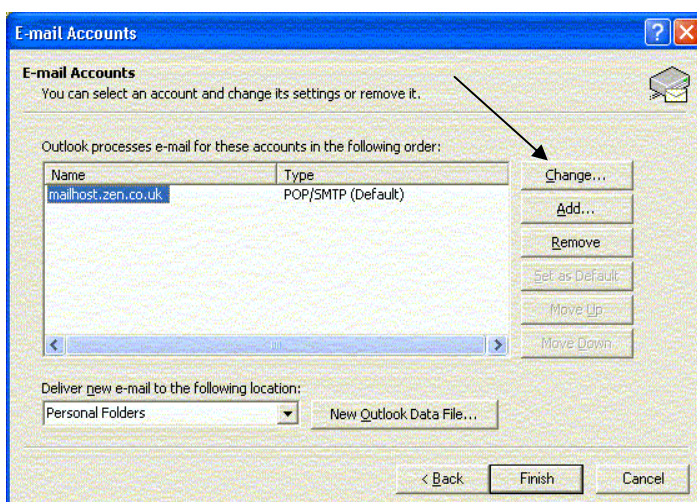 E-mail Accounts
E-mail Accounts
You can select an account and change its settings or remove it.
Outlook processes e-mail for these accounts in the following order:
Name Type
mailhost.zen.co.uk POP/SMTP (Default)
Change...
Add...
Remove
Set as Default
Move Up
Move Down
Deliver new e-mail to the following location:
Personal Folders New Outlook Data File...
< Back Finish Cancel